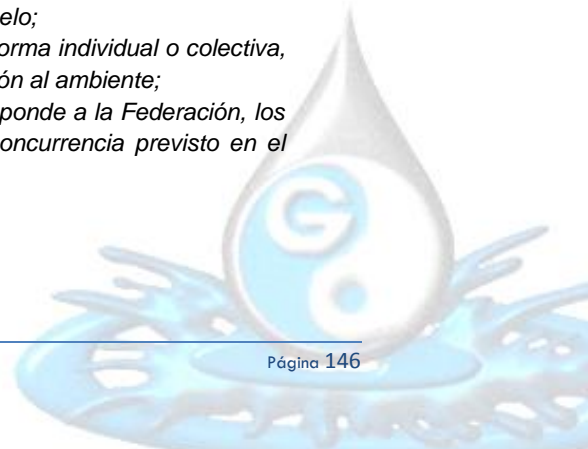 elo;
orma individual o colectiva,
ón al ambiente;
ponde a la Federación, los
oncurrencia previsto en el
G
Página 146